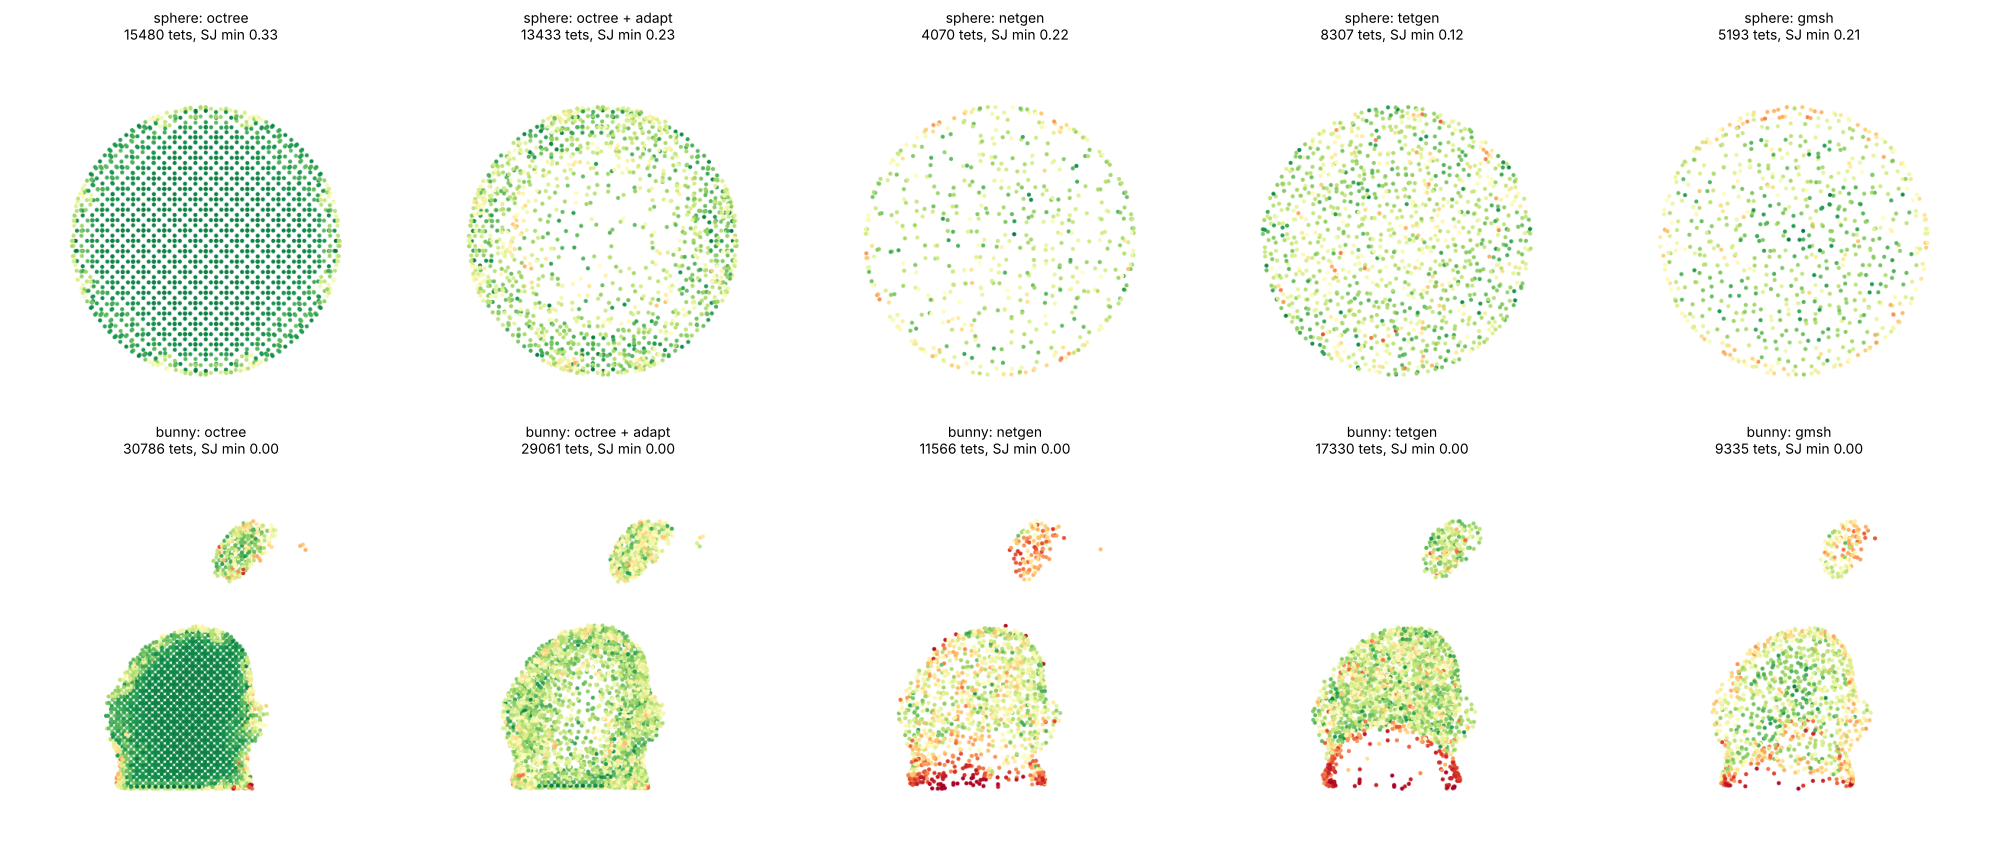 sphere: octree
15480 tets, SJ min 0.33
sphere: octree + adapt
13433 tets, SJ min 0.23
sphere: netgen
4070 tets, SJ min 0.22
sphere: tetgen
8307 tets, SJ min 0.12
sphere: gmsh
5193 tets, SJ min 0.21
bunny: octree
30786 tets, SJ min 0.00
bunny: octree + adapt
29061 tets, SJ min 0.00
bunny: netgen
11566 tets, SJ min 0.00
bunny: tetgen
17330 tets, SJ min 0.00
bunny: gmsh
9335 tets, SJ min 0.00